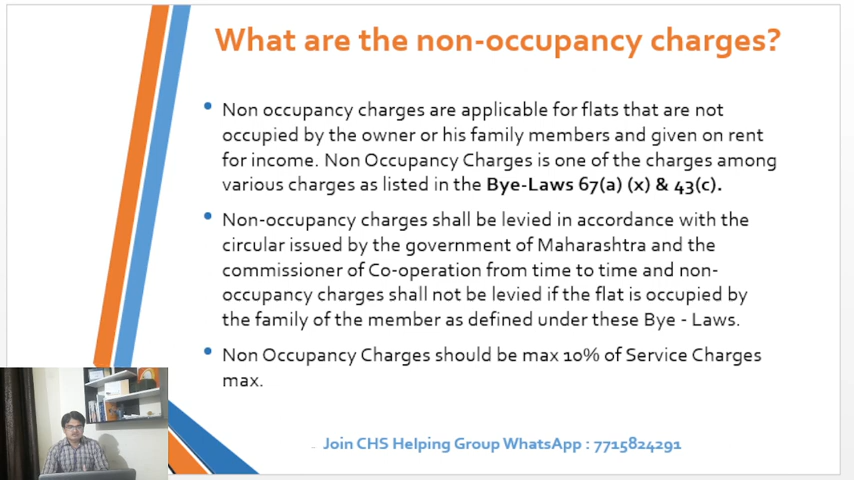 What are the non-occupancy charges?
Non occupancy charges are applicable for flats that are not
occupied by the owner or his family members and given on rent
for income. Non Occupancy Charges is one of the charges among
various charges as listed in the Bye-Laws 67(a) (x) & 43(c).
Non-occupancy charges shall be levied in accordance with the
circular issued by the government of Maharashtra and the
commissioner of Co-operation from time to time and non-
occupancy charges shall not be levied if the flat is occupied by
the family of the member as defined under these Bye - Laws.
Non Occupancy Charges should be max 10% of Service Charges
max.
Join CHS Helping Group WhatsApp : 7715824291